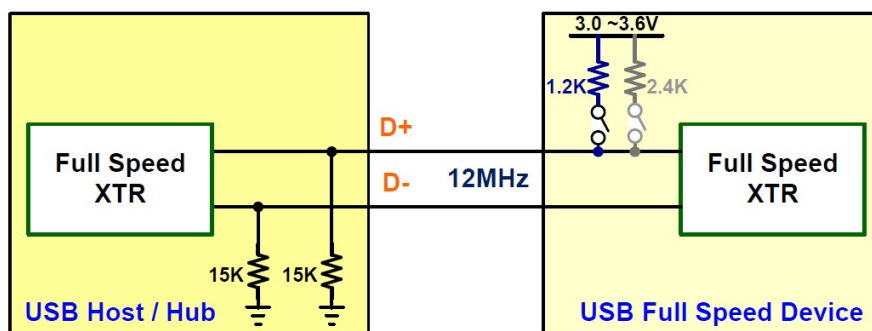 3.0 ~3.6V
1.2K
2.4K
D+
Full Speed
XTR
D-
12MHz
Full Speed
XTR
15K
15K
USB Host / Hub
USB Full Speed Device